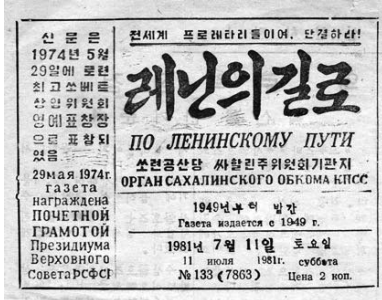 신문은
1974년 5월
29일에 로련
최고쏘베트
상임위원회
영예표창장
으로 표창되
였음.
29 мая 1974г.
газета
награждена
ПОЧЕТНОЙ
ГРАМОТОЙ
Президиума
Верховного
Совета РСФСР
전세계 프로레타리들이여, 단결하라!
레닌의 길로
ПО ЛЕНИНСКОМУ ПУТИ
쏘련공산당 싸할린주위원회기관지
ОРГАН САХАЛИНСКОГО ОБКОМА КПСС
1949년부터 발간
Газета издается с 1949 г.
1981년 7월 11일 토요일
11 июля 1981г. суббота
№ 133 (7863) Цена 2 коп.